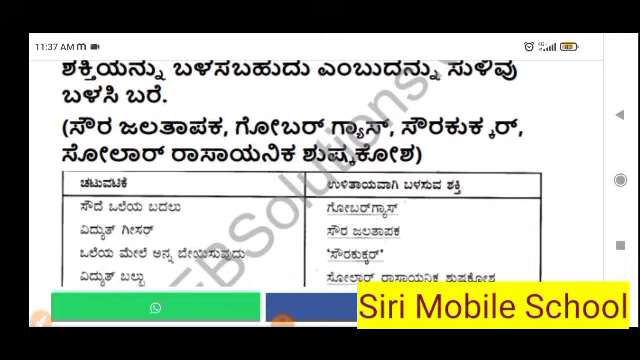 11:37 AM
4G
83
ಶಕ್ತಿಯನ್ನು ಬಳಸಬಹುದು ಎಂಬುದನ್ನು ಸುಳಿವು
ಬಳಸಿ ಬರೆ.
(ಸೌರ ಜಲತಾಪಕ, ಗೋಬರ್ ಗ್ಯಾಸ್, ಸೌರಕುಕ್ಕರ್,
ಸೋಲಾರ್ ರಾಸಾಯನಿಕ ಶುಷ್ಕಕೋಶ)
ಚಟುವಟಿಕೆ ಉಳಿತಾಯವಾಗಿ ಬಳಸುವ ಶಕ್ತಿ
ಸೌದೆ ಒಲೆಯ ಬದಲು ಗೋಬರ್‌ಗ್ಯಾಸ್
ವಿದ್ಯುತ್ ಗೀಸರ್ ಸೌರ ಜಲತಾಪಕ
ಒಲೆಯ ಮೇಲೆ ಅನ್ನ ಬೇಯಿಸುವುದು 'ಸೌರಕುಕ್ಕರ್'
ವಿದ್ಯುತ್ ಬಲ್ಬು ಸೋಲಾರ್ ರಾಸಾಯನಿಕ ಶುಷ್ಕಕೋಶ
Siri Mobile School